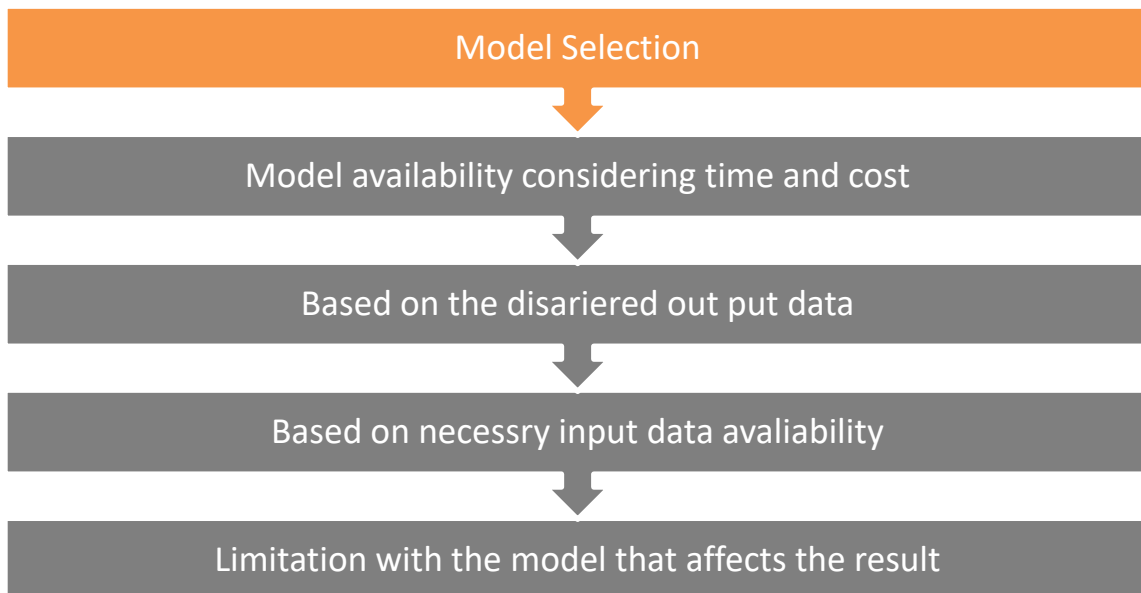 Model Selection
Model availability considering time and cost
Based on the disariered out put data
Based on necessry input data avaliability
Limitation with the model that affects the result